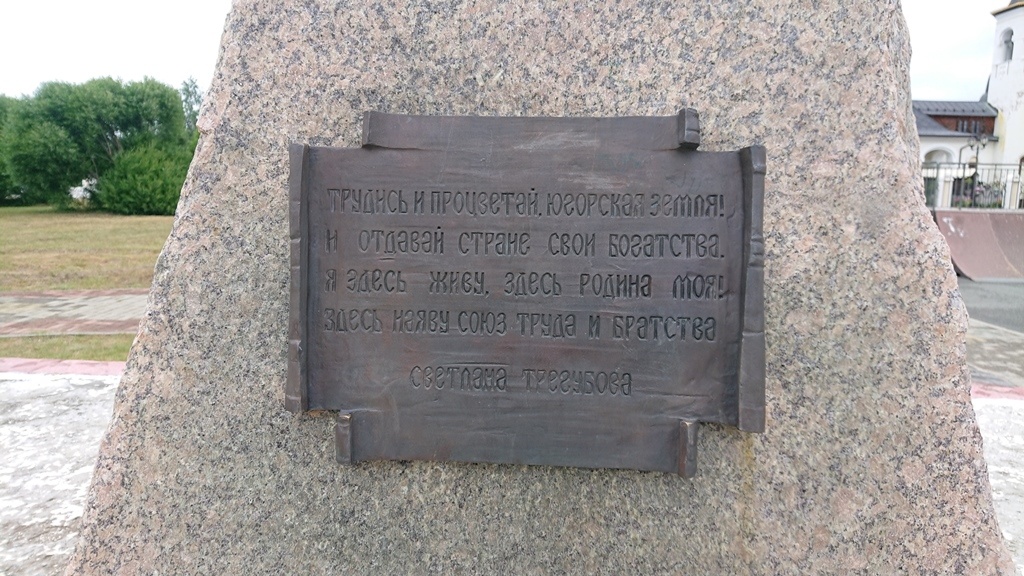 ТРУДИСЬ И ПРОЦВЕТАЙ, ЮГОРСКАЯ ЗЕМЛЯ!
И ОТДАВАЙ СТРАНЕ СВОИ БОГАТСТВА.
Я ЗДЕСЬ ЖИВУ, ЗДЕСЬ РОДИНА МОЯ!
ЗДЕСЬ НАЯВУ СОЮЗ ТРУДА И БРАТСТВА
СВЕТЛАНА ТРЕГУБОВА